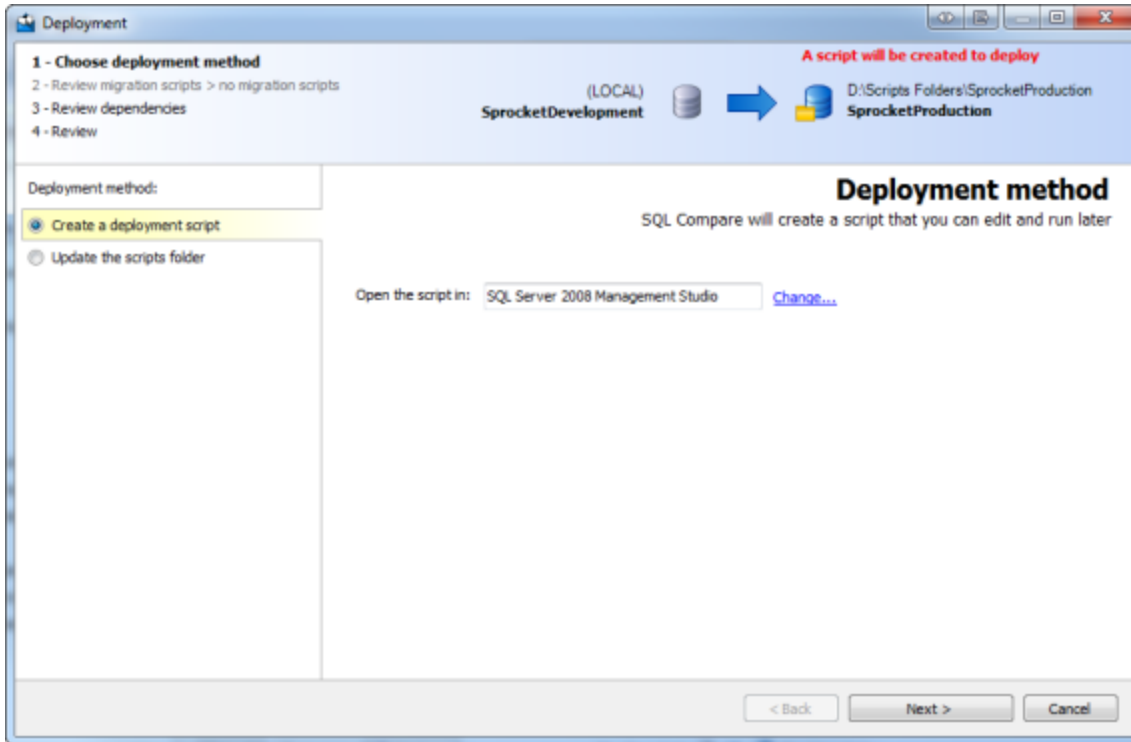 Deployment
1 - Choose deployment method
2 - Review migration scripts > no migration scripts
3 - Review dependencies
4 - Review
A script will be created to deploy
(LOCAL)
SprocketDevelopment
D:\Scripts Folders\SprocketProduction
SprocketProduction
Deployment method:
Create a deployment script
Update the scripts folder
Deployment method
SQL Compare will create a script that you can edit and run later
Open the script in: SQL Server 2008 Management Studio Change...
< Back Next > Cancel